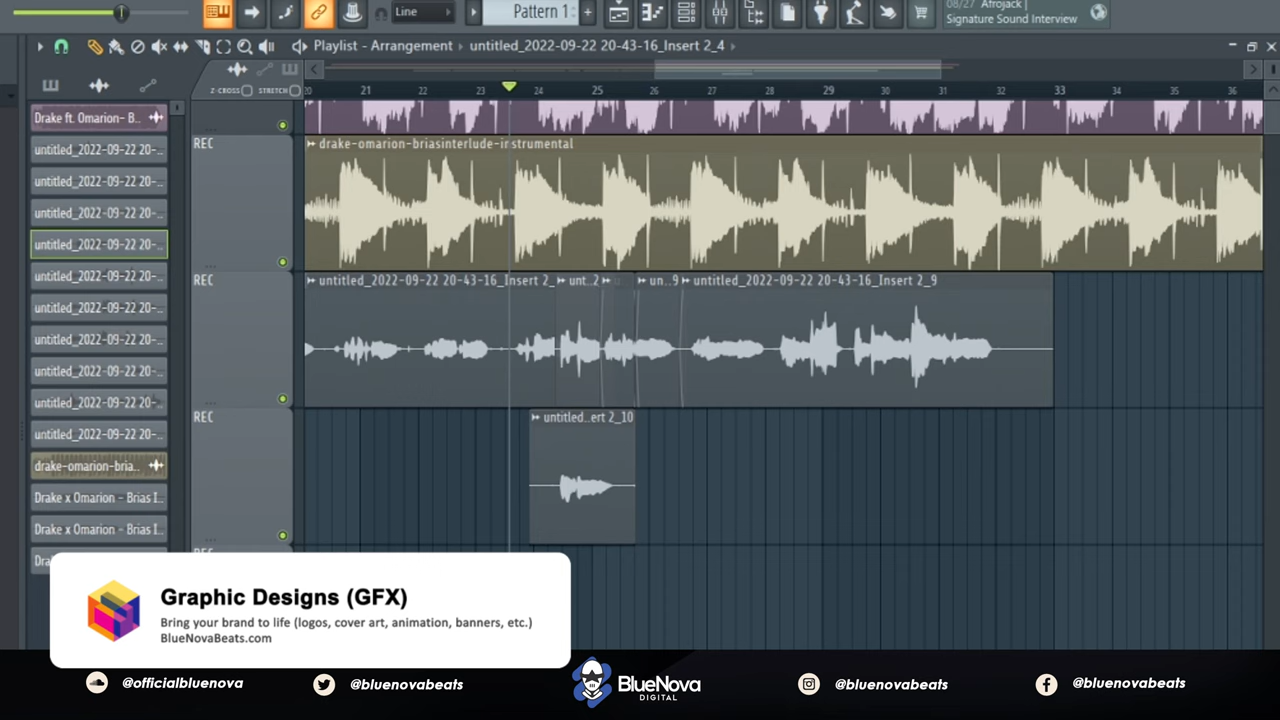 Line
Pattern 1
08/27 Afrojack |
Signature Sound Interview
Playlist - Arrangement
untitled_2022-09-22 20-43-16_Insert 2_4
Z-CROSS
STRETCH
20 21 22 23 24 25 26 27 28 29 30 31 32 33 34 35 36
Drake ft. Omarion- B..
untitled_2022-09-22 20-..
untitled_2022-09-22 20-..
untitled_2022-09-22 20-..
untitled_2022-09-22 20-..
untitled_2022-09-22 20-..
untitled_2022-09-22 20-..
untitled_2022-09-22 20-..
untitled_2022-09-22 20-..
untitled_2022-09-22 20-..
untitled_2022-09-22 20-..
drake-omarion-bria..
Drake x Omarion - Brias I..
Drake x Omarion - Brias I..
Dra
REC
drake-omarion-briasinterlude-instrumental
REC
untitled_2022-09-22 20-43-16_Insert 2_
unt..2
un..9
untitled_2022-09-22 20-43-16_Insert 2_9
REC
untitled..ert 2_10
Graphic Designs (GFX)
Bring your brand to life (logos, cover art, animation, banners, etc.)
BlueNovaBeats.com
@officialbluenova
@bluenovabeats
BlueNova
DIGITAL
@bluenovabeats
@bluenovabeats